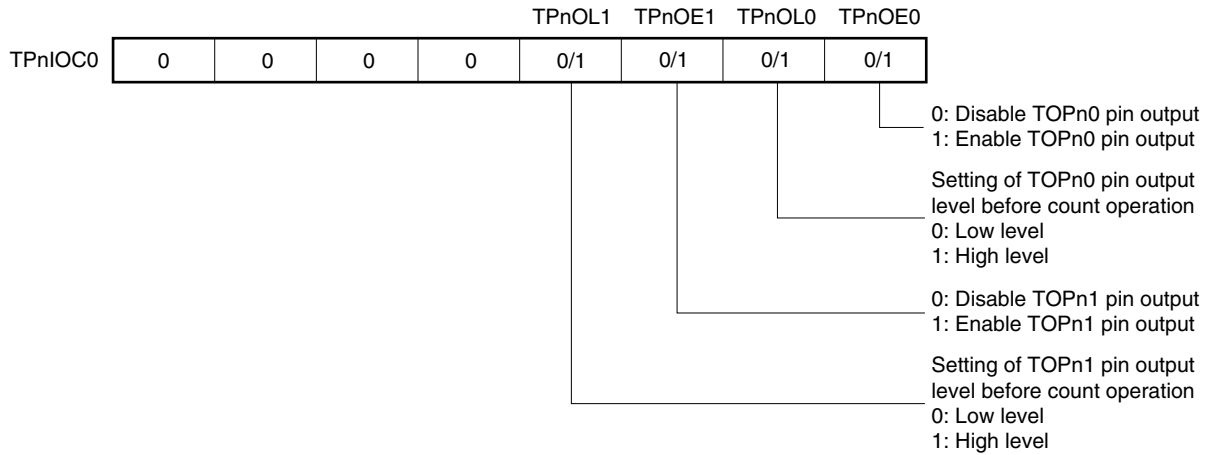 TPnOL1 TPnOE1 TPnOL0 TPnOE0
TPnIOC0 0 0 0 0 0/1 0/1 0/1 0/1
0: Disable TOPn0 pin output
1: Enable TOPn0 pin output
Setting of TOPn0 pin output
level before count operation
0: Low level
1: High level
0: Disable TOPn1 pin output
1: Enable TOPn1 pin output
Setting of TOPn1 pin output
level before count operation
0: Low level
1: High level